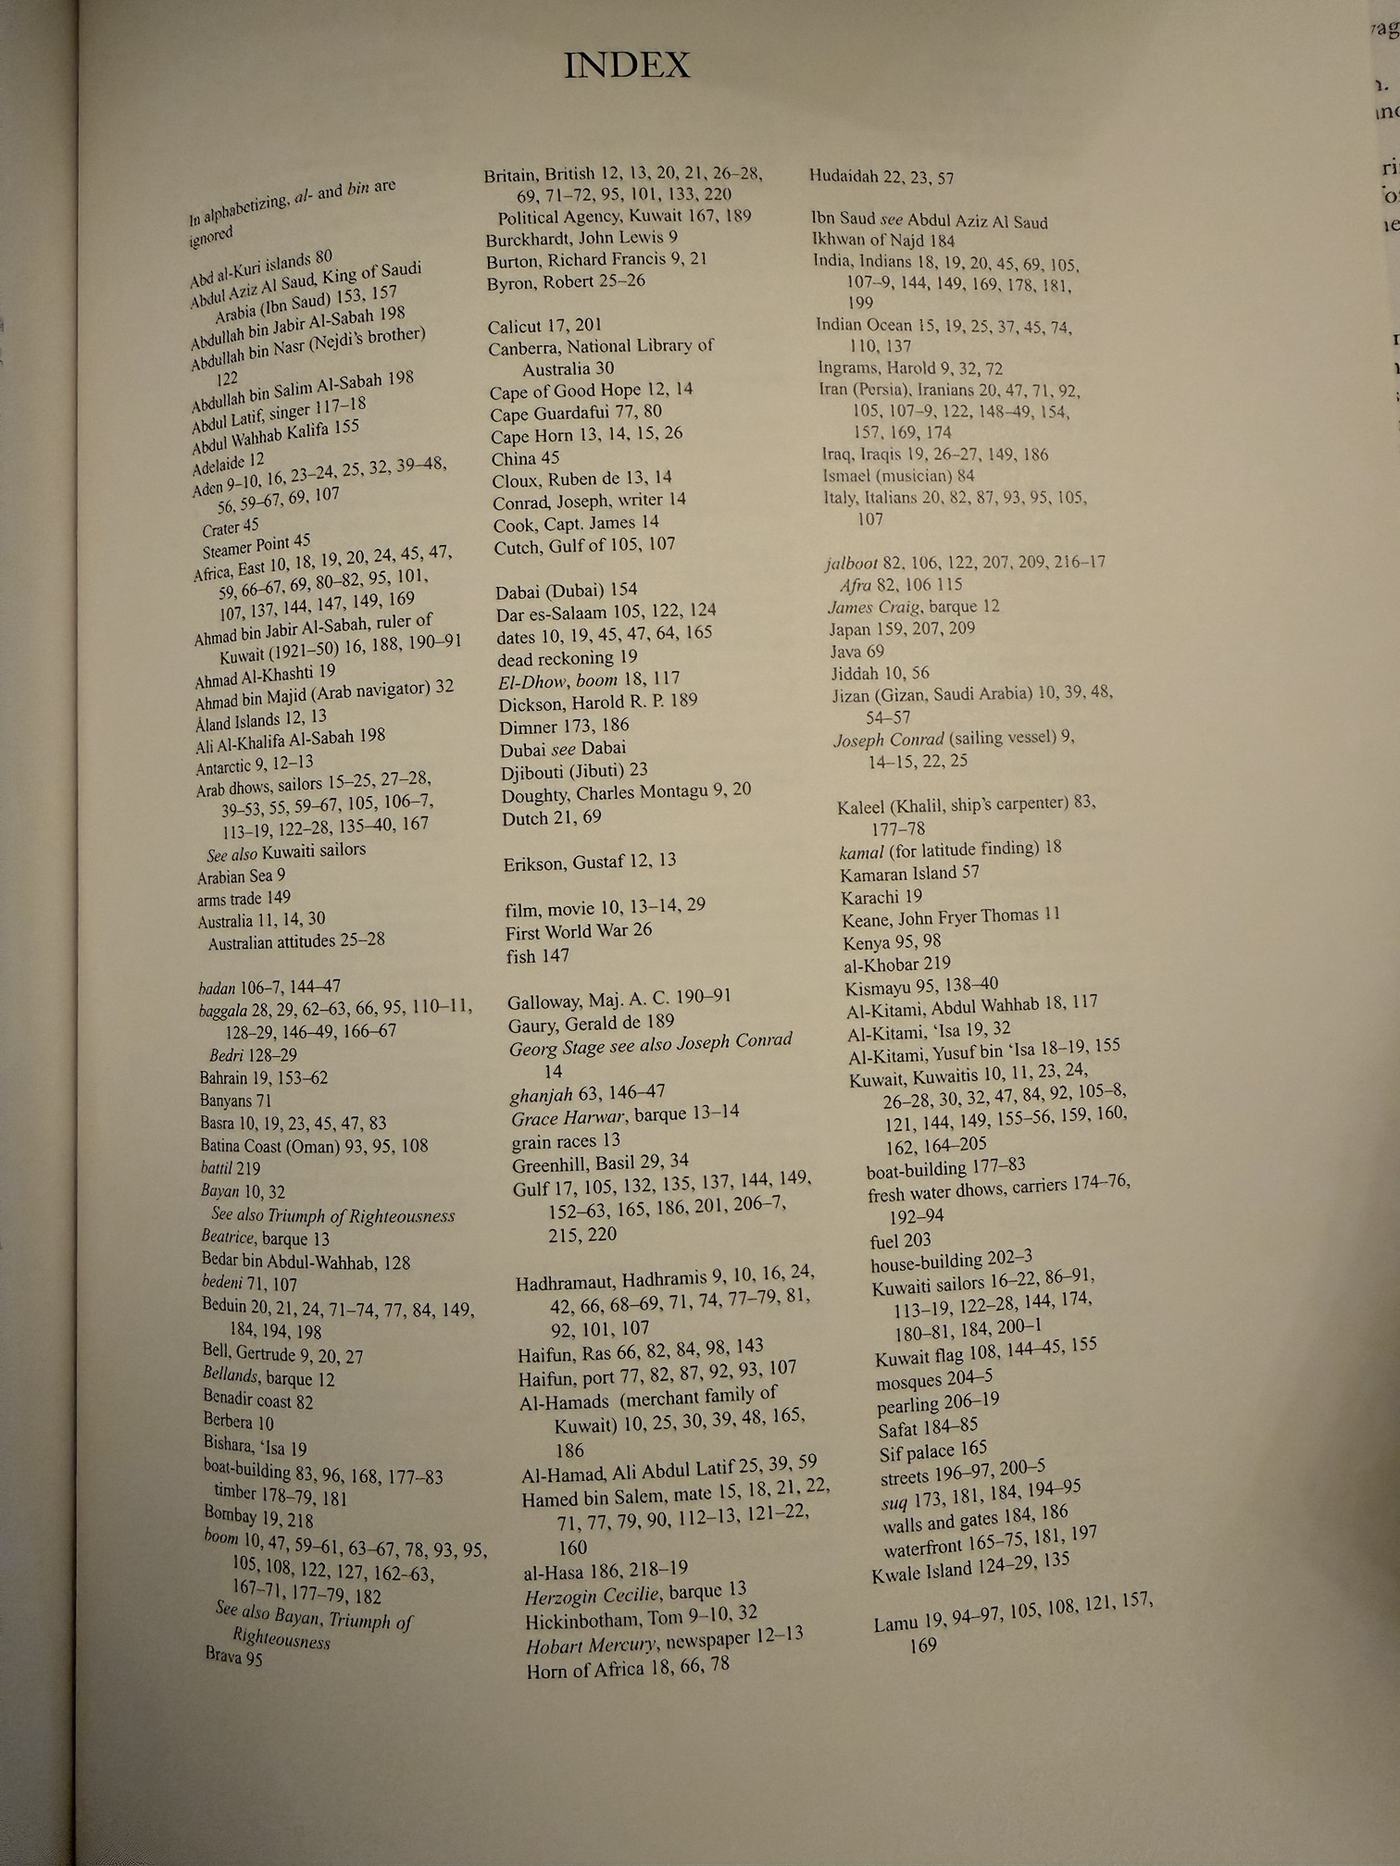 INDEX
In alphabetizing, al- and bin are
ignored
Abd al-Kuri islands 80
Abdul Aziz Al Saud, King of Saudi
Arabia (Ibn Saud) 153, 157
Abdullah bin Jabir Al-Sabah 198
Abdullah bin Nasr (Nejdi's brother)
122
Abdullah bin Salim Al-Sabah 198
Abdul Latif, singer 117–18
Abdul Wahhab Kalifa 155
Adelaide 12
Aden 9–10, 16, 23–24, 25, 32, 39–48,
56, 59–67, 69, 107
Crater 45
Steamer Point 45
Africa, East 10, 18, 19, 20, 24, 45, 47,
59, 66–67, 69, 80–82, 95, 101,
107, 137, 144, 147, 149, 169
Ahmad bin Jabir Al-Sabah, ruler of
Kuwait (1921–50) 16, 188, 190–91
Ahmad Al-Khashti 19
Ahmad bin Majid (Arab navigator) 32
Åland Islands 12, 13
Ali Al-Khalifa Al-Sabah 198
Antarctic 9, 12–13
Arab dhows, sailors 15–25, 27–28,
39–53, 55, 59–67, 105, 106–7,
113–19, 122–28, 135–40, 167
See also Kuwaiti sailors
Arabian Sea 9
arms trade 149
Australia 11, 14, 30
Australian attitudes 25–28
badan 106–7, 144–47
baggala 28, 29, 62–63, 66, 95, 110–11,
128–29, 146–49, 166–67
Bedri 128–29
Bahrain 19, 153–62
Banyans 71
Basra 10, 19, 23, 45, 47, 83
Batina Coast (Oman) 93, 95, 108
battil 219
Bayan 10, 32
See also Triumph of Righteousness
Beatrice, barque 13
Bedar bin Abdul-Wahhab, 128
bedeni 71, 107
Beduin 20, 21, 24, 71–74, 77, 84, 149,
184, 194, 198
Bell, Gertrude 9, 20, 27
Bellands, barque 12
Benadir coast 82
Berbera 10
Bishara, ‘Isa 19
boat-building 83, 96, 168, 177–83
timber 178–79, 181
Bombay 19, 218
boom 10, 47, 59–61, 63–67, 78, 93, 95,
105, 108, 122, 127, 162–63,
167–71, 177–79, 182
See also Bayan, Triumph of
Righteousness
Brava 95
Britain, British 12, 13, 20, 21, 26–28,
69, 71–72, 95, 101, 133, 220
Political Agency, Kuwait 167, 189
Burckhardt, John Lewis 9
Burton, Richard Francis 9, 21
Byron, Robert 25–26
Calicut 17, 201
Canberra, National Library of
Australia 30
Cape of Good Hope 12, 14
Cape Guardafui 77, 80
Cape Horn 13, 14, 15, 26
China 45
Cloux, Ruben de 13, 14
Conrad, Joseph, writer 14
Cook, Capt. James 14
Cutch, Gulf of 105, 107
Dabai (Dubai) 154
Dar es-Salaam 105, 122, 124
dates 10, 19, 45, 47, 64, 165
dead reckoning 19
El-Dhow, boom 18, 117
Dickson, Harold R. P. 189
Dimner 173, 186
Dubai see Dabai
Djibouti (Jibuti) 23
Doughty, Charles Montagu 9, 20
Dutch 21, 69
Erikson, Gustaf 12, 13
film, movie 10, 13–14, 29
First World War 26
fish 147
Galloway, Maj. A. C. 190–91
Gaury, Gerald de 189
Georg Stage see also Joseph Conrad
14
ghanjah 63, 146–47
Grace Harwar, barque 13–14
grain races 13
Greenhill, Basil 29, 34
Gulf 17, 105, 132, 135, 137, 144, 149,
152–63, 165, 186, 201, 206–7,
215, 220
Hadhramaut, Hadhramis 9, 10, 16, 24,
42, 66, 68–69, 71, 74, 77–79, 81,
92, 101, 107
Haifun, Ras 66, 82, 84, 98, 143
Haifun, port 77, 82, 87, 92, 93, 107
Al-Hamads (merchant family of
Kuwait) 10, 25, 30, 39, 48, 165,
186
Al-Hamad, Ali Abdul Latif 25, 39, 59
Hamed bin Salem, mate 15, 18, 21, 22,
71, 77, 79, 90, 112–13, 121–22,
160
al-Hasa 186, 218–19
Herzogin Cecilie, barque 13
Hickinbotham, Tom 9–10, 32
Hobart Mercury, newspaper 12–13
Horn of Africa 18, 66, 78
Hudaidah 22, 23, 57
Ibn Saud see Abdul Aziz Al Saud
Ikhwan of Najd 184
India, Indians 18, 19, 20, 45, 69, 105,
107–9, 144, 149, 169, 178, 181,
199
Indian Ocean 15, 19, 25, 37, 45, 74,
110, 137
Ingrams, Harold 9, 32, 72
Iran (Persia), Iranians 20, 47, 71, 92,
105, 107–9, 122, 148–49, 154,
157, 169, 174
Iraq, Iraqis 19, 26–27, 149, 186
Ismael (musician) 84
Italy, Italians 20, 82, 87, 93, 95, 105,
107
jalboot 82, 106, 122, 207, 209, 216–17
Afra 82, 106 115
James Craig, barque 12
Japan 159, 207, 209
Java 69
Jiddah 10, 56
Jizan (Gizan, Saudi Arabia) 10, 39, 48,
54–57
Joseph Conrad (sailing vessel) 9,
14–15, 22, 25
Kaleel (Khalil, ship's carpenter) 83,
177–78
kamal (for latitude finding) 18
Kamaran Island 57
Karachi 19
Keane, John Fryer Thomas 11
Kenya 95, 98
al-Khobar 219
Kismayu 95, 138–40
Al-Kitami, Abdul Wahhab 18, 117
Al-Kitami, ‘Isa 19, 32
Al-Kitami, Yusuf bin ‘Isa 18–19, 155
Kuwait, Kuwaitis 10, 11, 23, 24,
26–28, 30, 32, 47, 84, 92, 105–8,
121, 144, 149, 155–56, 159, 160,
162, 164–205
boat-building 177–83
fresh water dhows, carriers 174–76,
192–94
fuel 203
house-building 202–3
Kuwaiti sailors 16–22, 86–91,
113–19, 122–28, 144, 174,
180–81, 184, 200–1
Kuwait flag 108, 144–45, 155
mosques 204–5
pearling 206–19
Safat 184–85
Sif palace 165
streets 196–97, 200–5
suq 173, 181, 184, 194–95
walls and gates 184, 186
waterfront 165–75, 181, 197
Kwale Island 124–29, 135
Lamu 19, 94–97, 105, 108, 121, 157,
169